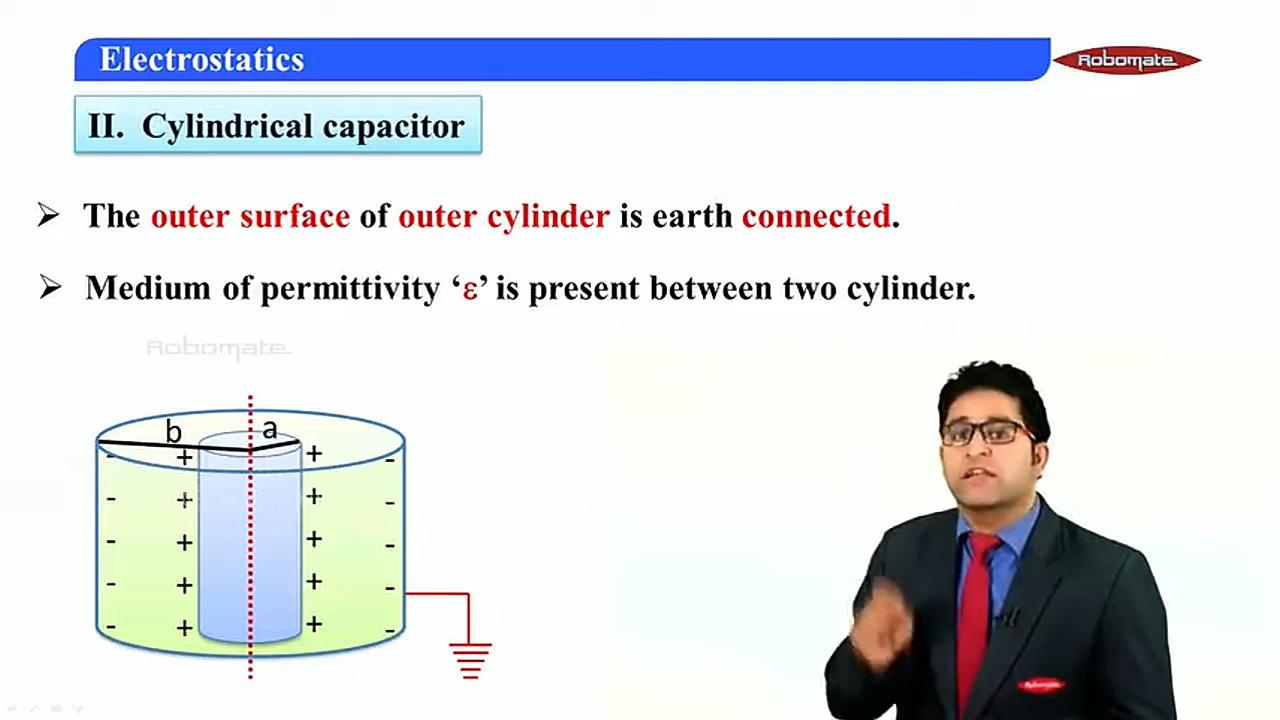 Electrostatics
Robomate
II. Cylindrical capacitor
➢ The outer surface of outer cylinder is earth connected.
➢ Medium of permittivity ‘ε’ is present between two cylinder.
Robomate
b a
- + + -
- + + -
- + + -
- + + -
- + + -
Robomate